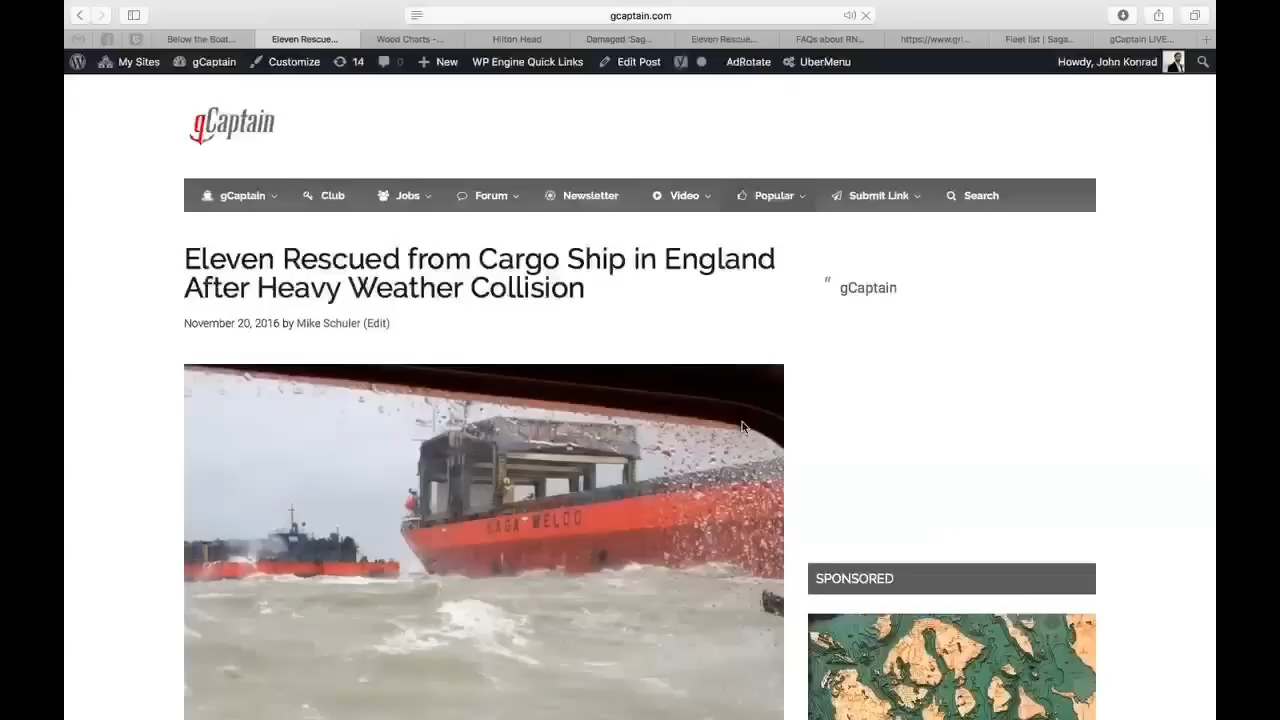 gcaptain.com
Below the Boat...
Eleven Rescue...
Wood Charts -...
Hilton Head
Damaged 'Sag...
Eleven Rescue...
FAQs about RN...
https://www.gri...
Fleet list | Saga...
gCaptain LIVE...
My Sites
gCaptain
Customize
14
0
New
WP Engine Quick Links
Edit Post
AdRotate
UberMenu
Howdy, John Konrad
gCaptain
gCaptain
Club
Jobs
Forum
Newsletter
Video
Popular
Submit Link
Search
Eleven Rescued from Cargo Ship in England
After Heavy Weather Collision
November 20, 2016 by Mike Schuler (Edit)
" gCaptain
SAGA WELCO
SPONSORED